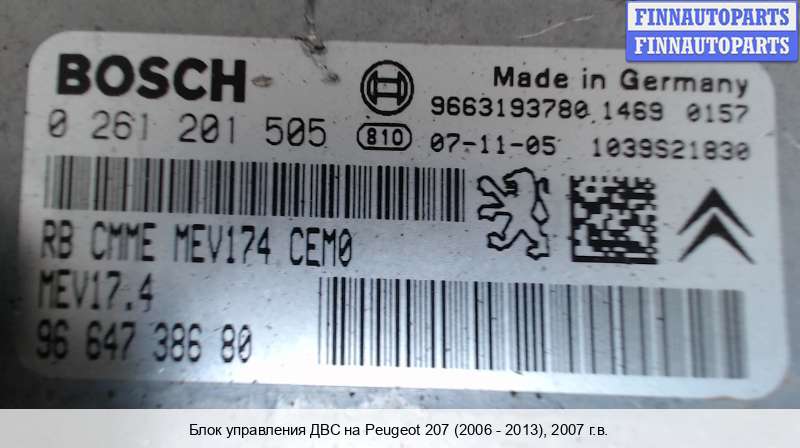 FINNAUTOPARTS
FINNAUTOPARTS
BOSCH
Made in Germany
9663193780 1469 0157
0 261 201 505
810
07-11-05 1039S21830
RB CMME MEV174 CEM0
MEV17.4
96 647 386 80
Блок управления ДВС на Peugeot 207 (2006 - 2013), 2007 г.в.